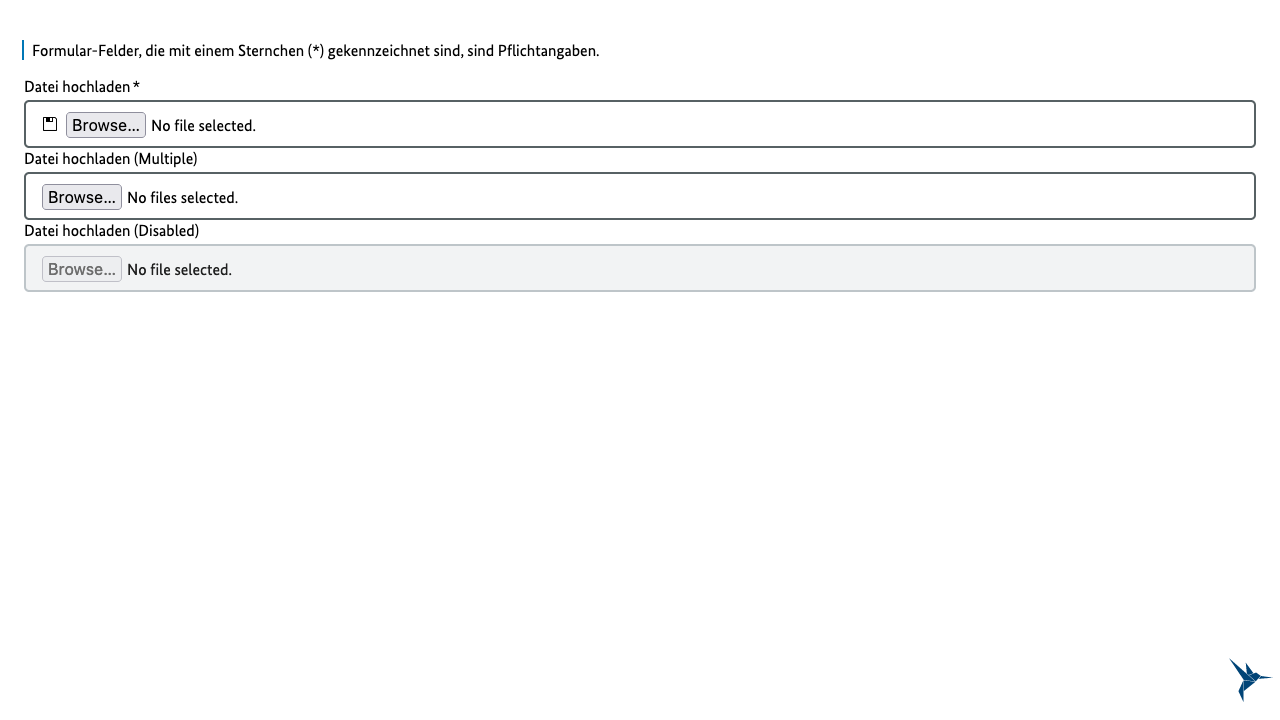 Formular-Felder, die mit einem Sternchen (*) gekennzeichnet sind, sind Pflichtangaben.
Datei hochladen *
Browse... No file selected.
Datei hochladen (Multiple)
Browse... No files selected.
Datei hochladen (Disabled)
Browse... No file selected.